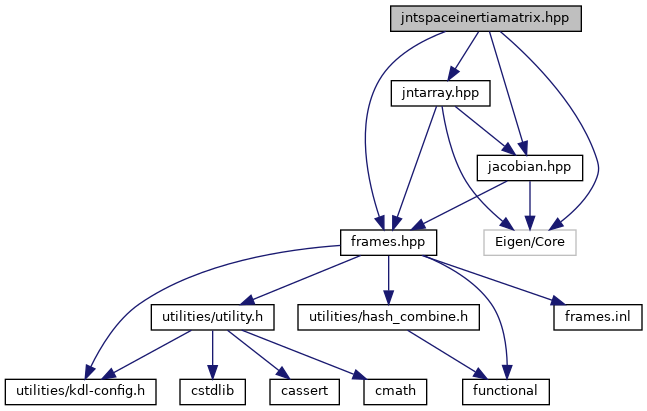 jntspaceinertiamatrix.hpp
jntarray.hpp
jacobian.hpp
frames.hpp
Eigen/Core
utilities/utility.h
utilities/hash_combine.h
frames.inl
utilities/kdl-config.h
cstdlib
cassert
cmath
functional